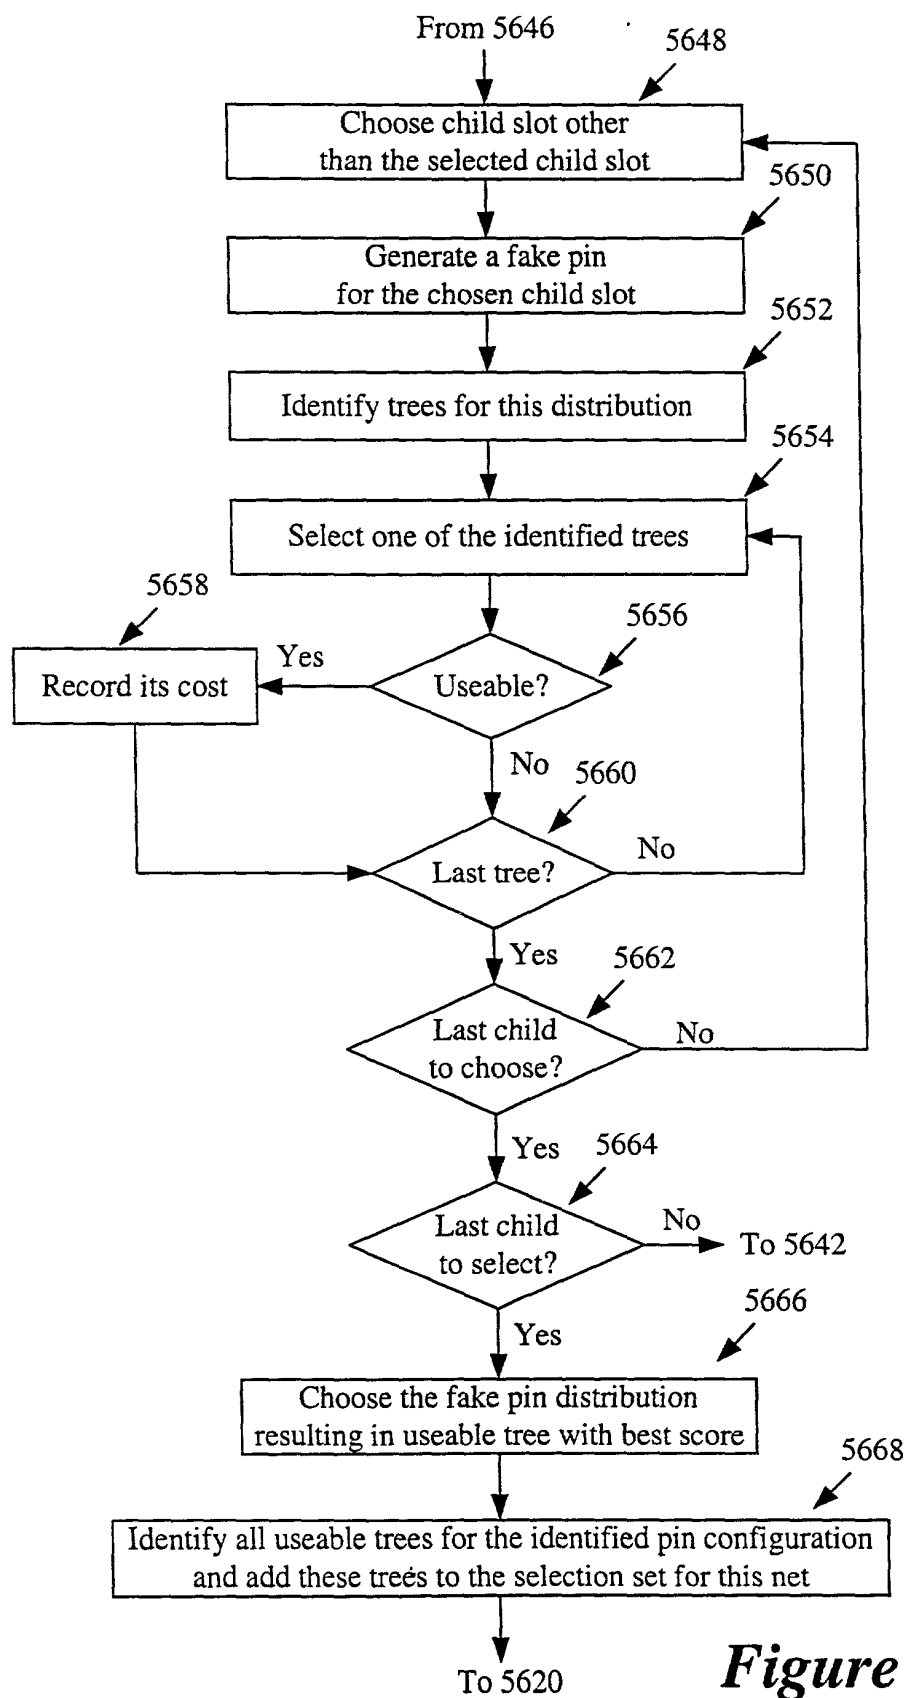 From 5646
5648
Choose child slot other
than the selected child slot
5650
Generate a fake pin
for the chosen child slot
5652
Identify trees for this distribution
5654
Select one of the identified trees
5658
5656
Record its cost
Yes
Useable?
No
5660
Last tree?
No
Yes
5662
Last child
to choose?
No
Yes
5664
Last child
to select?
No
To 5642
Yes
5666
Choose the fake pin distribution
resulting in useable tree with best score
5668
Identify all useable trees for the identified pin configuration
and add these trees to the selection set for this net
To 5620
Figure